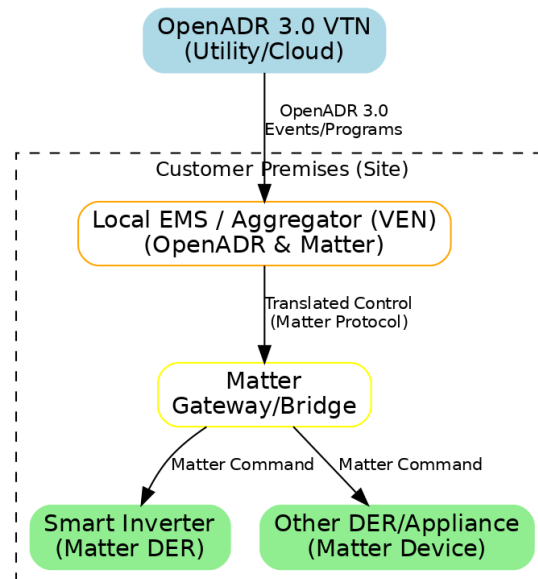 OpenADR 3.0 VTN
(Utility/Cloud)
OpenADR 3.0
Events/Programs
Customer Premises (Site)
Local EMS / Aggregator (VEN)
(OpenADR & Matter)
Translated Control
(Matter Protocol)
Matter
Gateway/Bridge
Matter Command
Matter Command
Smart Inverter
(Matter DER)
Other DER/Appliance
(Matter Device)